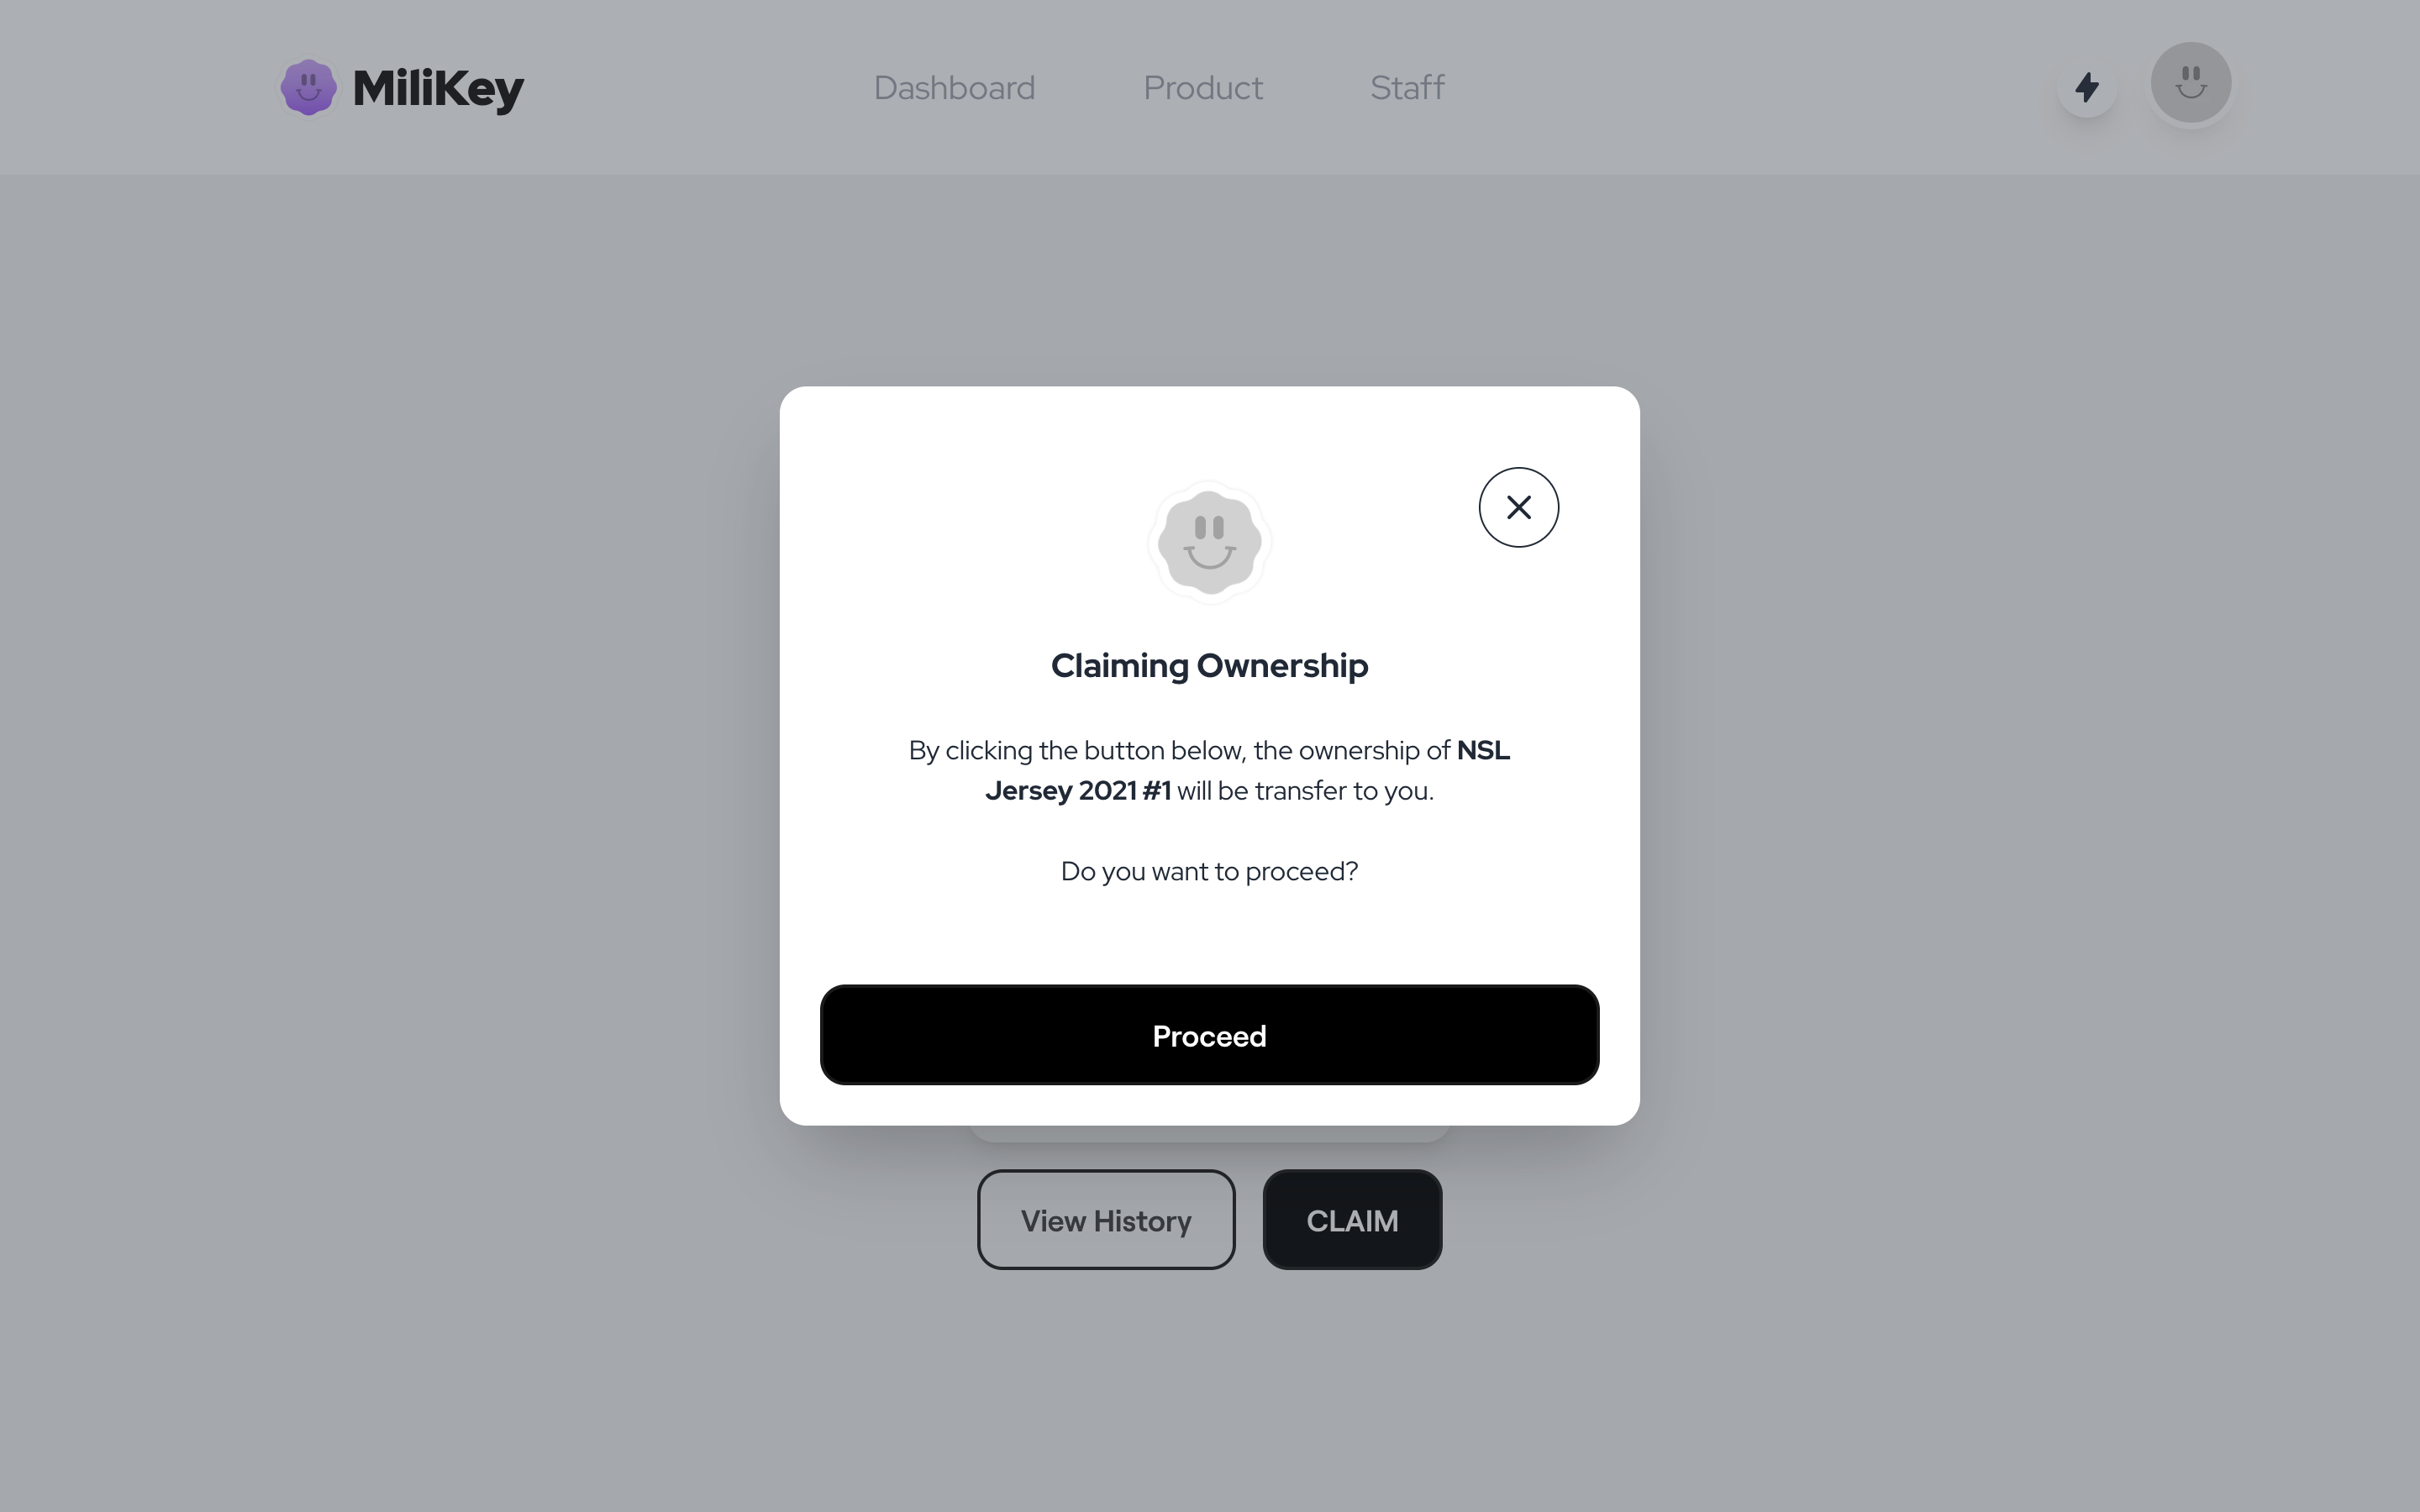 MiliKey
Dashboard
Product
Staff
Claiming Ownership
By clicking the button below, the ownership of NSL
Jersey 2021 #1 will be transfer to you.
Do you want to proceed?
Proceed
View History
CLAIM